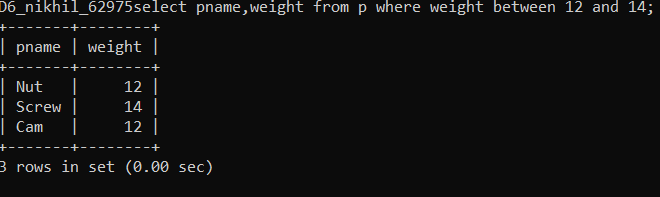 D6_nikhil_62975select pname,weight from p where weight between 12 and 14;
+-------+--------+
| pname | weight |
+-------+--------+
| Nut   |     12 |
| Screw |     14 |
| Cam   |     12 |
+-------+--------+
3 rows in set (0.00 sec)